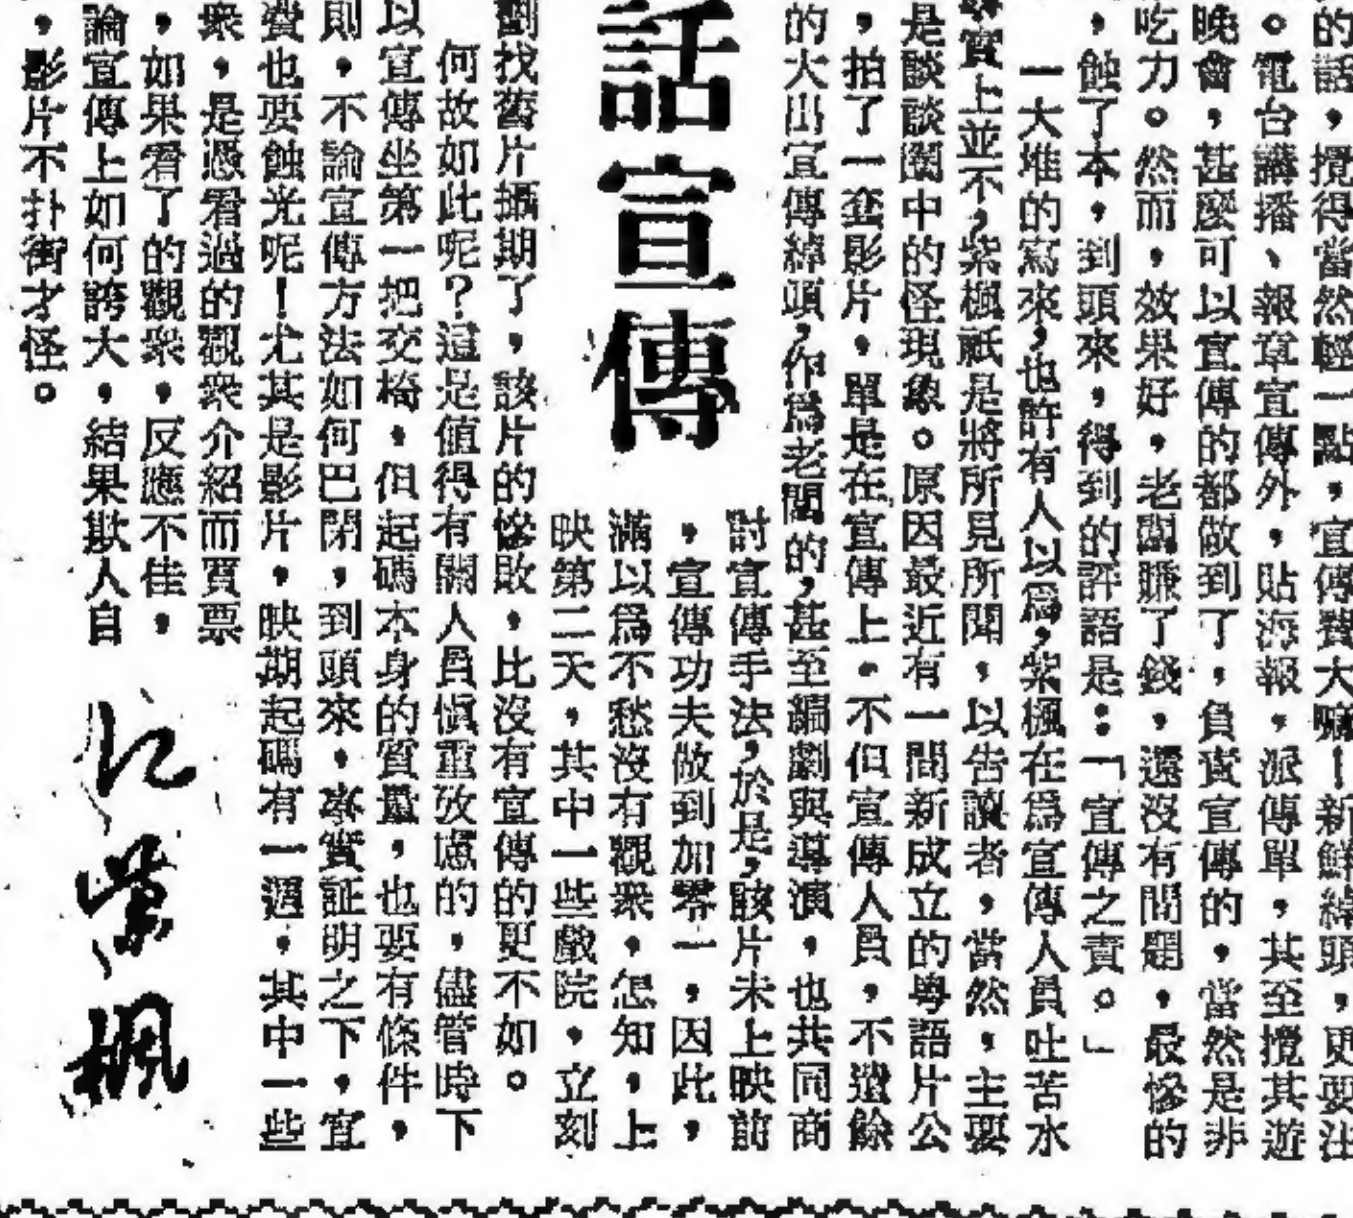 的話，攪得當然輕一點，宣傳費大嘛！新鮮綽頭，更要注
。電台講播、報章宣傳外，貼海報，派傳單，其至攪其遊
晚會，甚麼可以宣傳的都做到了，負責宣傳的，當然是非
吃力。然而，效果好，老闆賺了錢，還沒有問題，最慘的
，蝕了本，到頭來，得到的評語是：「宣傳之責。」
一大堆的寫來，也許有人以爲，紫楓在爲宣傳人員吐苦水
實上並不，紫楓祇是將所見所聞，以告讀者，當然，主要
是談談圈中的怪現象。原因最近有一間新成立的粵語片公
，拍了一套影片，單是在宣傳上，不但宣傳人員，不遺餘
的大出宣傳綽頭，作爲老闆的，甚至編劇與導演，也共同商
討宣傳手法，於是，該片未上映前
，宣傳功夫做到加零一，因此，
滿以爲不愁沒有觀衆，怎知，上
映第二天，其中一些戲院，立刻
話宣傳
劃找舊片攝期了，該片的慘敗，比沒有宣傳的更不如。
何故如此呢？這是值得有關人員愼重攷慮的，儘管時下
以宣傳坐第一把交椅，但起碼本身的質量，也要有條件，
則，不論宣傳方法如何巴閉，到頭來，事實証明之下，宣
費也要蝕光呢！尤其是影片，映期起碼有一週，其中一些
衆，是憑看過的觀衆介紹而買票
，如果看了的觀衆，反應不佳，
論宣傳上如何誇大，結果欺人自
，影片不扑街才怪。
紫楓